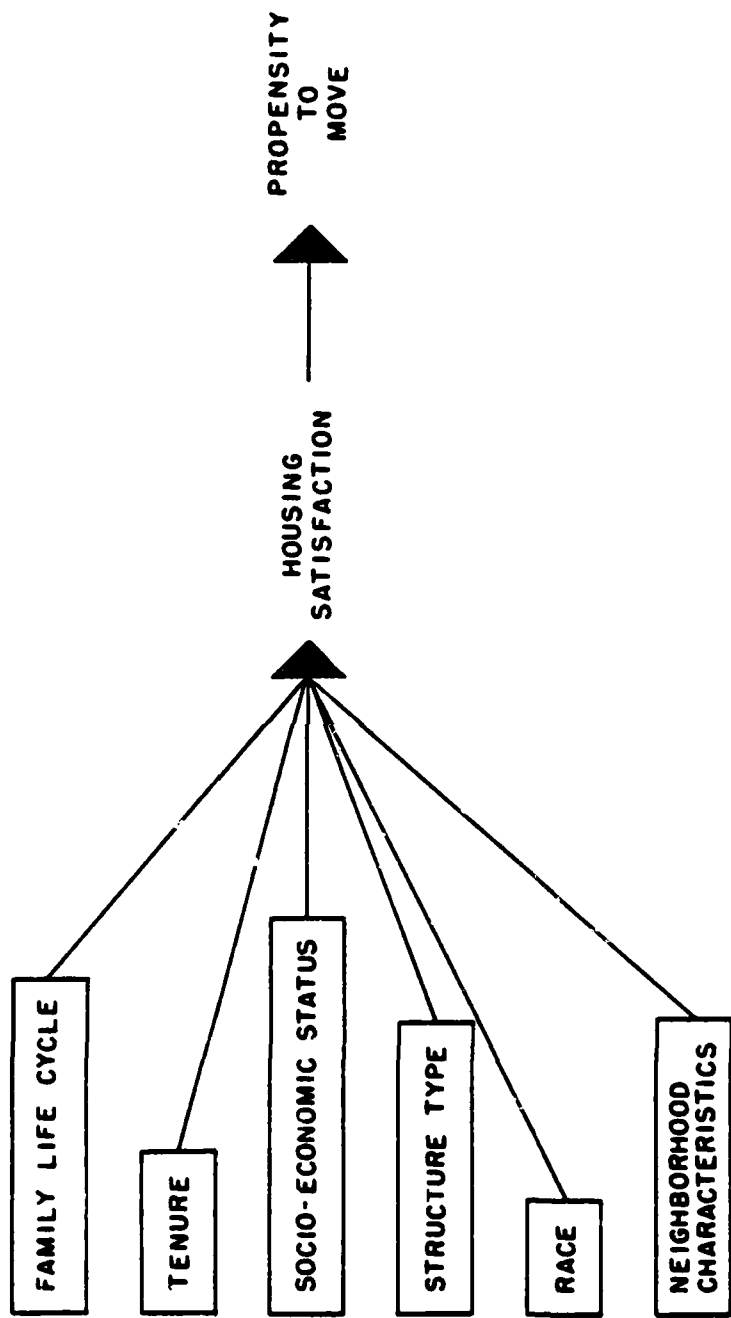 FAMILY LIFE CYCLE
TENURE
SOCIO-ECONOMIC STATUS
STRUCTURE TYPE
RACE
NEIGHBORHOOD
CHARACTERISTICS
HOUSING
SATISFACTION
PROPENSITY
TO
MOVE